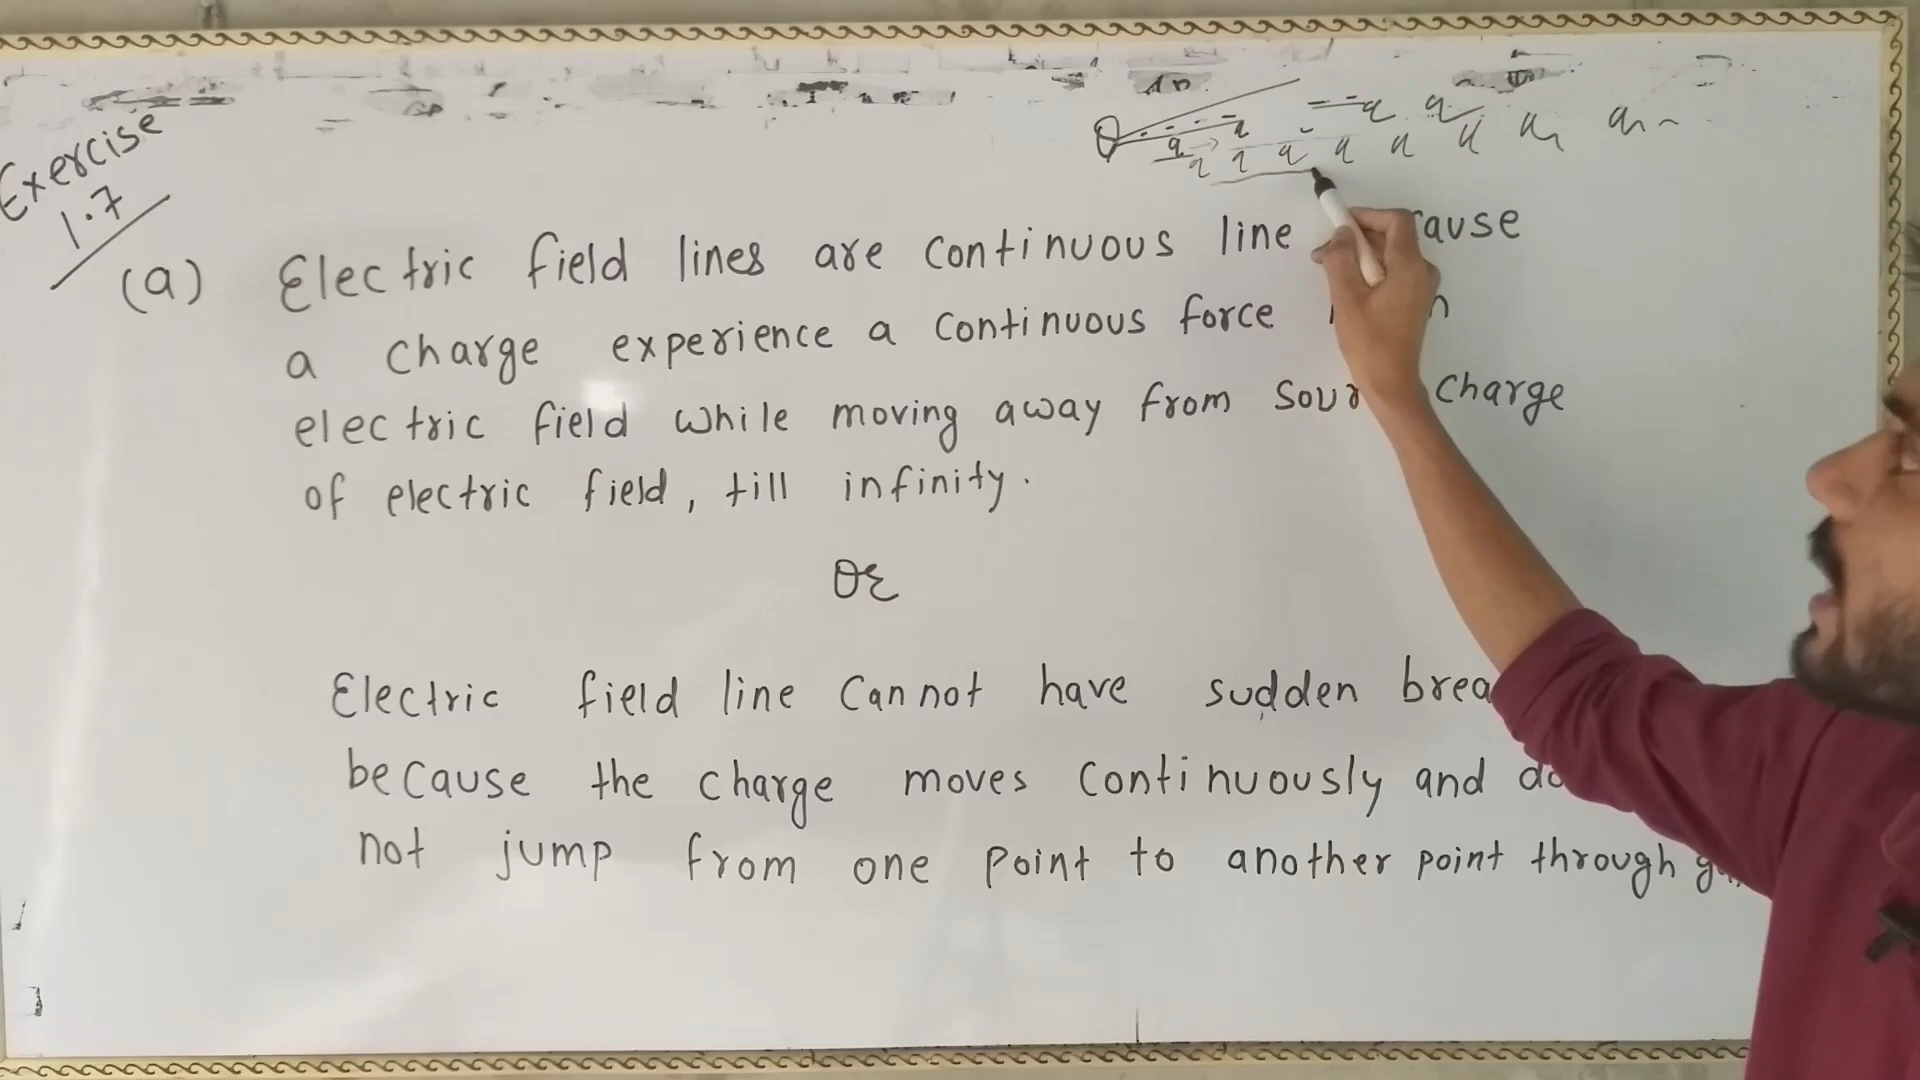 Exercise
1.7
Q
q q q q q q
(a) Electric field lines are continuous line
a charge experience a continuous force
electric field while moving away from charge
of electric field, till infinity.
OR
Electric field line cannot have sudden
because the charge moves continuously and
not jump from one point to another point through